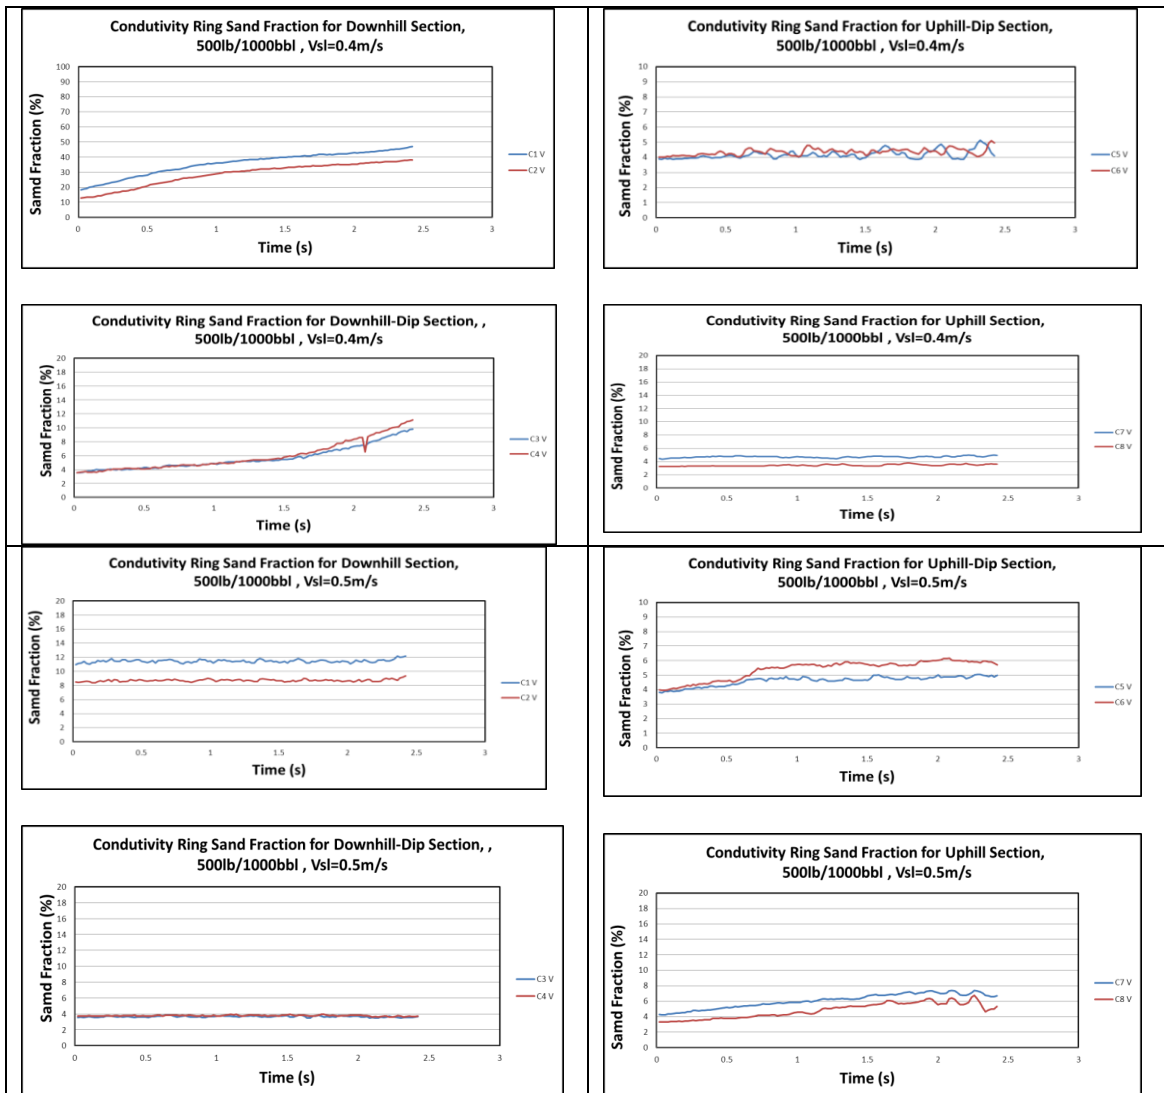 Condutivity Ring Sand Fraction for Downhill Section,
500lb/1000bbl , Vsl=0.4m/s
Samd Fraction (%)
100
90
80
70
60
50
40
30
20
10
0
0 0.5 1 1.5 2 2.5 3
Time (s)
C1 V
C2 V
Condutivity Ring Sand Fraction for Uphill-Dip Section,
500lb/1000bbl , Vsl=0.4m/s
Samd Fraction (%)
10
9
8
7
6
5
4
3
2
1
0
0 0.5 1 1.5 2 2.5 3
Time (s)
C5 V
C6 V
Condutivity Ring Sand Fraction for Downhill-Dip Section, ,
500lb/1000bbl , Vsl=0.4m/s
Samd Fraction (%)
20
18
16
14
12
10
8
6
4
2
0
0 0.5 1 1.5 2 2.5 3
Time (s)
C3 V
C4 V
Condutivity Ring Sand Fraction for Uphill Section,
500lb/1000bbl , Vsl=0.4m/s
Samd Fraction (%)
20
18
16
14
12
10
8
6
4
2
0
0 0.5 1 1.5 2 2.5 3
Time (s)
C7 V
C8 V
Condutivity Ring Sand Fraction for Downhill Section,
500lb/1000bbl , Vsl=0.5m/s
Samd Fraction (%)
20
18
16
14
12
10
8
6
4
2
0
0 0.5 1 1.5 2 2.5 3
Time (s)
C1 V
C2 V
Condutivity Ring Sand Fraction for Uphill-Dip Section,
500lb/1000bbl , Vsl=0.5m/s
Samd Fraction (%)
10
9
8
7
6
5
4
3
2
1
0
0 0.5 1 1.5 2 2.5 3
Time (s)
C5 V
C6 V
Condutivity Ring Sand Fraction for Downhill-Dip Section, ,
500lb/1000bbl , Vsl=0.5m/s
Samd Fraction (%)
20
18
16
14
12
10
8
6
4
2
0
0 0.5 1 1.5 2 2.5 3
Time (s)
C3 V
C4 V
Condutivity Ring Sand Fraction for Uphill Section,
500lb/1000bbl , Vsl=0.5m/s
Samd Fraction (%)
20
18
16
14
12
10
8
6
4
2
0
0 0.5 1 1.5 2 2.5 3
Time (s)
C7 V
C8 V